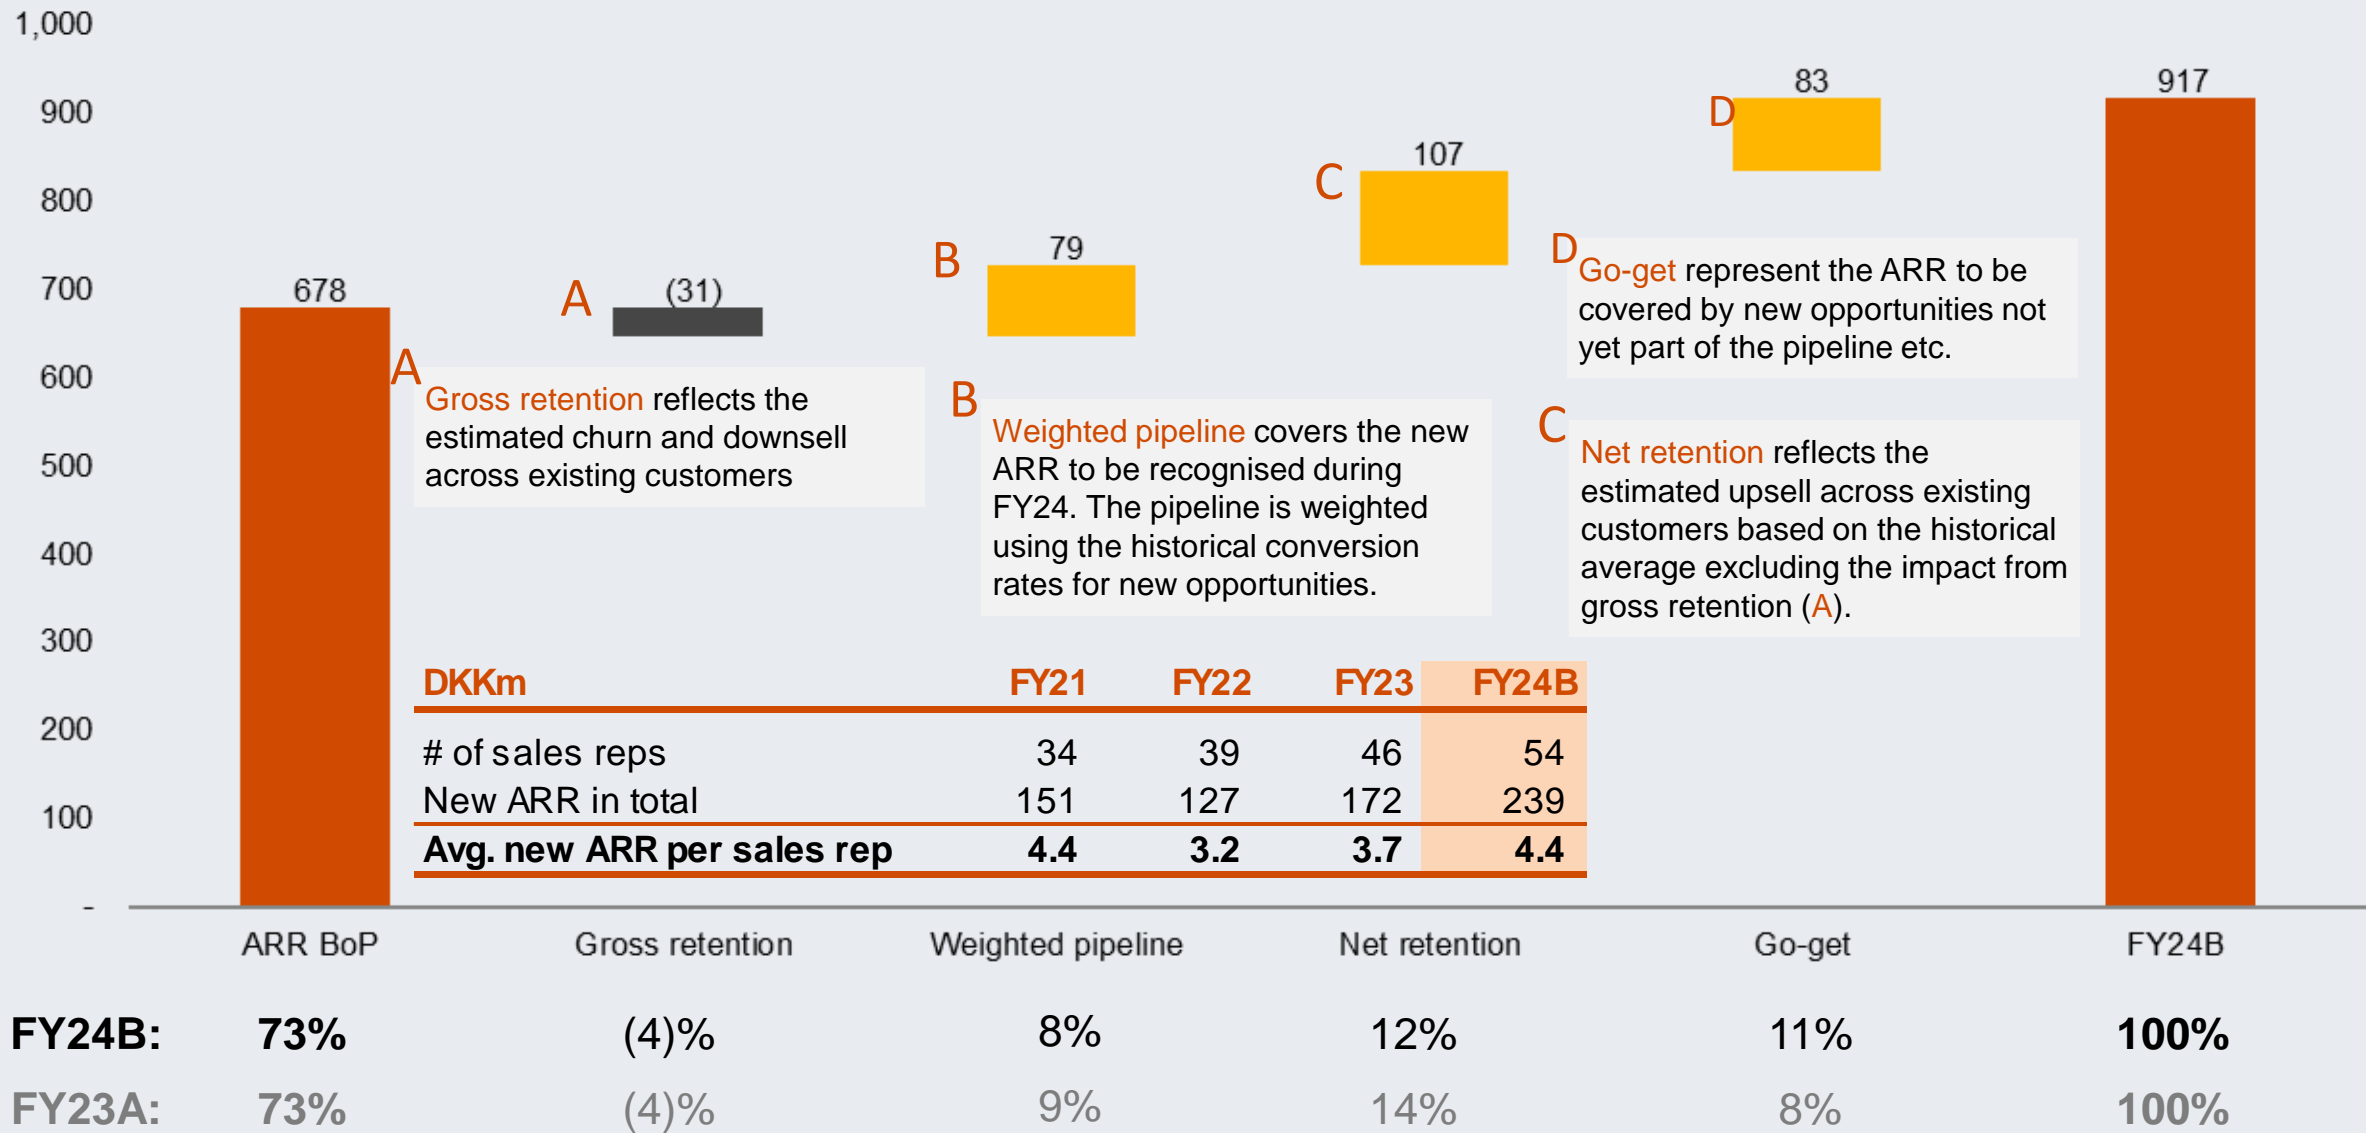 1,000
900
800
700
600
500
400
300
200
100
-
678
A
(31)
B
79
C
107
D
83
917
A
Gross retention reflects the
estimated churn and downsell
across existing customers
B
Weighted pipeline covers the new
ARR to be recognised during
FY24. The pipeline is weighted
using the historical conversion
rates for new opportunities.
D
Go-get represent the ARR to be
covered by new opportunities not
yet part of the pipeline etc.
C
Net retention reflects the
estimated upsell across existing
customers based on the historical
average excluding the impact from
gross retention (A).
DKKm FY21 FY22 FY23 FY24B
# of sales reps 34 39 46 54
New ARR in total 151 127 172 239
Avg. new ARR per sales rep 4.4 3.2 3.7 4.4
ARR BoP Gross retention Weighted pipeline Net retention Go-get FY24B
FY24B: 73% (4)% 8% 12% 11% 100%
FY23A: 73% (4)% 9% 14% 8% 100%